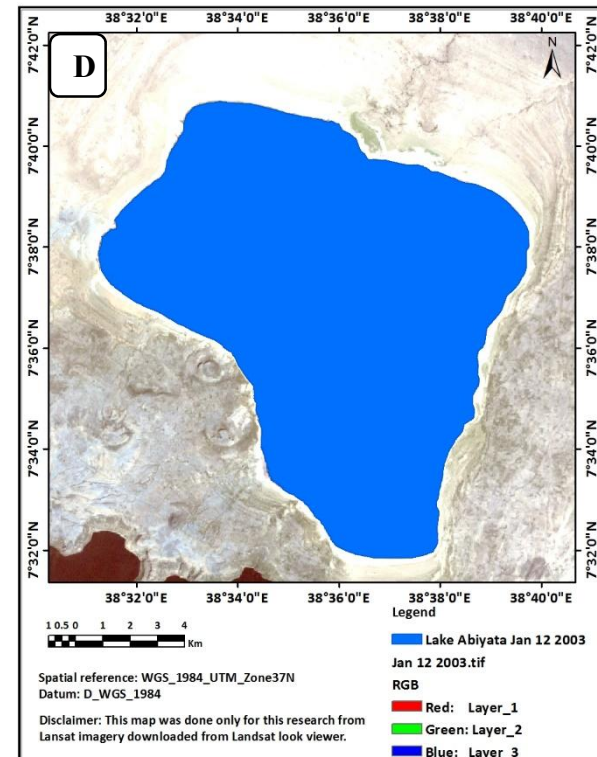 38°32'0"E 38°34'0"E 38°36'0"E 38°38'0"E 38°40'0"E
D
N
7°42'0"N 7°42'0"N
7°40'0"N 7°40'0"N
7°38'0"N 7°38'0"N
7°36'0"N 7°36'0"N
7°34'0"N 7°34'0"N
7°32'0"N 7°32'0"N
38°32'0"E 38°34'0"E 38°36'0"E 38°38'0"E 38°40'0"E
1 0.5 0 1 2 3 4
Km
Spatial reference: WGS_1984_UTM_Zone37N
Datum: D_WGS_1984
Disclaimer: This map was done only for this research from
Lansat imagery downloaded from Landsat look viewer.
Legend
Lake Abiyata Jan 12 2003
Jan 12 2003.tif
RGB
Red: Layer_1
Green: Layer_2
Blue: Layer_3